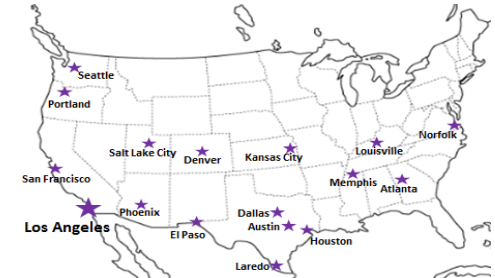 Seattle
Portland
Norfolk
Salt Lake City
Denver
Kansas City
Louisville
San Francisco
Memphis
Atlanta
Phoenix
Dallas
Los Angeles
El Paso
Austin
Houston
Laredo